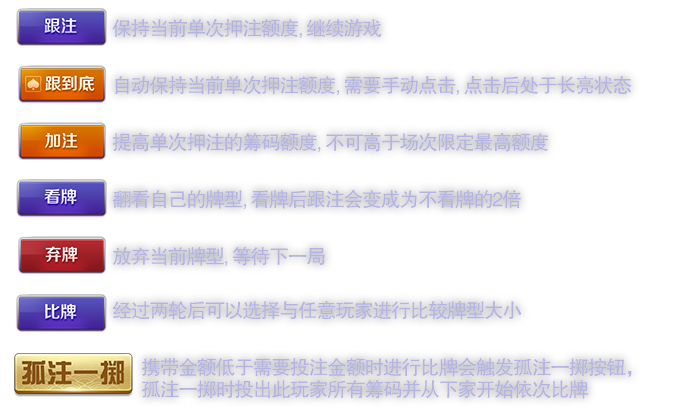 跟注 保持当前单次押注额度, 继续游戏
跟到底 自动保持当前单次押注额度, 需要手动点击, 点击后处于长亮状态
加注 提高单次押注的筹码额度, 不可高于场次限定最高额度
看牌 翻看自己的牌型, 看牌后跟注会变成为不看牌的2倍
弃牌 放弃当前牌型, 等待下一局
比牌 经过两轮后可以选择与任意玩家进行比较牌型大小
孤注一掷 携带金额低于需要投注金额时进行比牌会触发孤注一掷按钮，
孤注一掷时投出此玩家所有筹码并从下家开始依次比牌